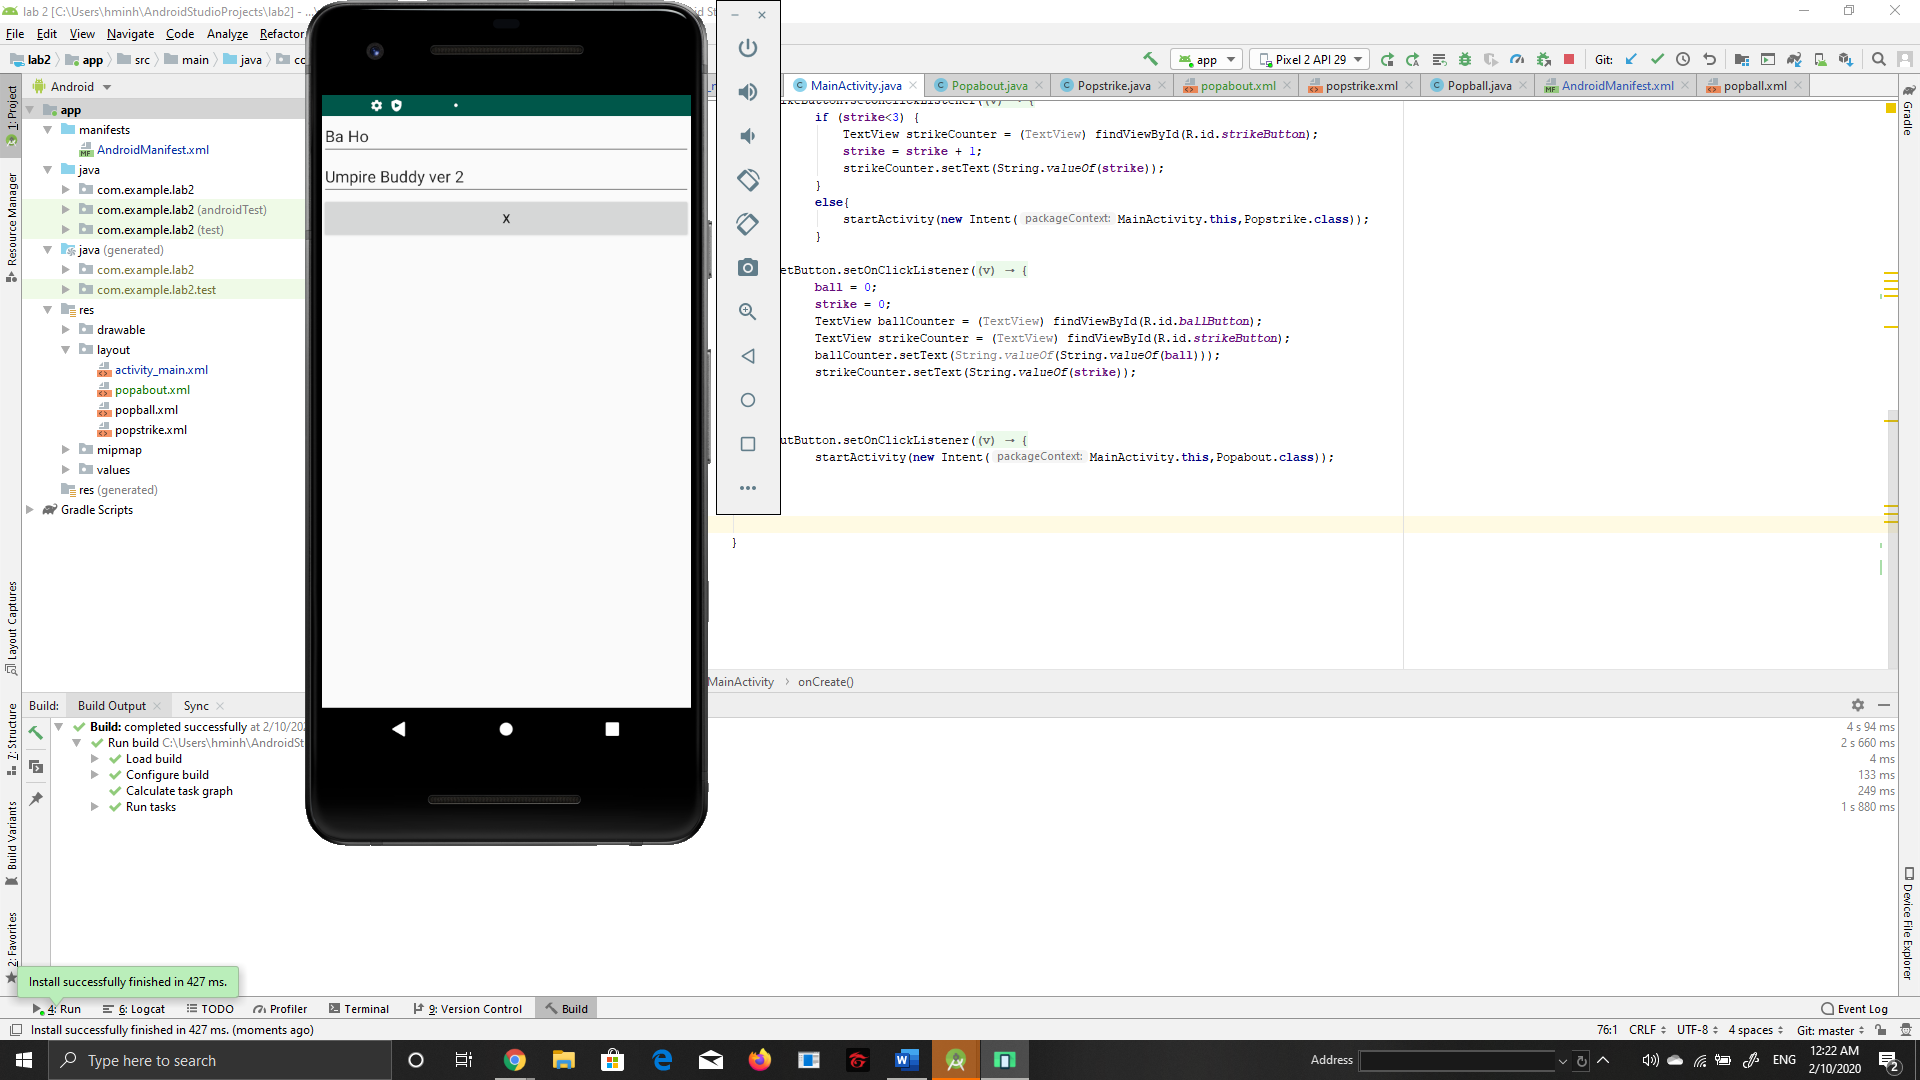 lab 2 [C:\Users\hminh\AndroidStudioProjects\lab2] - ...\
File Edit View Navigate Code Analyze Refactor
lab2 app src main java
app Pixel 2 API 29 Git:
Android
MainActivity.java Popabout.java Popstrike.java popabout.xml popstrike.xml Popball.java AndroidManifest.xml popball.xml
app
manifests
AndroidManifest.xml
java
com.example.lab2
com.example.lab2 (androidTest)
com.example.lab2 (test)
java (generated)
com.example.lab2
com.example.lab2.test
res
drawable
layout
activity_main.xml
popabout.xml
popball.xml
popstrike.xml
mipmap
values
res (generated)
Gradle Scripts
1: Project
Resource Manager
Layout Captures
7: Structure
Build Variants
2: Favorites
Ba Ho
Umpire Buddy ver 2
X
if (strike<3) {
TextView strikeCounter = (TextView) findViewById(R.id.strikeButton);
strike = strike + 1;
strikeCounter.setText(String.valueOf(strike));
}
else{
startActivity(new Intent( packageContext: MainActivity.this,Popstrike.class));
}
etButton.setOnClickListener((v) → {
ball = 0;
strike = 0;
TextView ballCounter = (TextView) findViewById(R.id.ballButton);
TextView strikeCounter = (TextView) findViewById(R.id.strikeButton);
ballCounter.setText(String.valueOf(String.valueOf(ball)));
strikeCounter.setText(String.valueOf(strike));
utButton.setOnClickListener((v) → {
startActivity(new Intent( packageContext: MainActivity.this,Popabout.class));
}
MainActivity › onCreate()
Gradle
Device File Explorer
Build: Build Output Sync
Build: completed successfully at 2/10/202 4 s 94 ms
Run build C:\Users\hminh\AndroidSt 2 s 660 ms
Load build 4 ms
Configure build 133 ms
Calculate task graph 249 ms
Run tasks 1 s 880 ms
Install successfully finished in 427 ms.
4: Run 6: Logcat TODO Profiler Terminal 9: Version Control Build Event Log
Install successfully finished in 427 ms. (moments ago) 76:1 CRLF UTF-8 4 spaces Git: master
Type here to search Address ENG 12:22 AM
2/10/2020 2